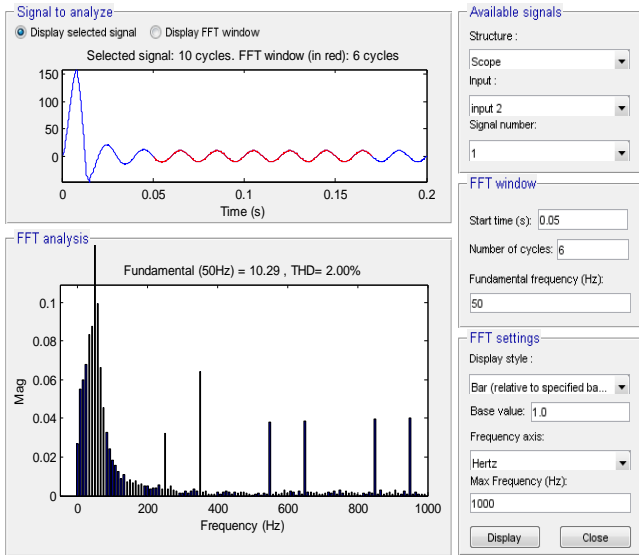 Signal to analyze
Display selected signal Display FFT window
Selected signal: 10 cycles. FFT window (in red): 6 cycles
150
100
50
0
0 0.05 0.1 0.15 0.2
Time (s)
FFT analysis
Fundamental (50Hz) = 10.29 , THD= 2.00%
0.1
0.08
0.06
0.04
0.02
0
Mag
0 200 400 600 800 1000
Frequency (Hz)
Available signals
Structure :
Scope
Input :
input 2
Signal number:
1
FFT window
Start time (s): 0.05
Number of cycles: 6
Fundamental frequency (Hz):
50
FFT settings
Display style :
Bar (relative to specified ba...
Base value: 1.0
Frequency axis:
Hertz
Max Frequency (Hz):
1000
Display Close